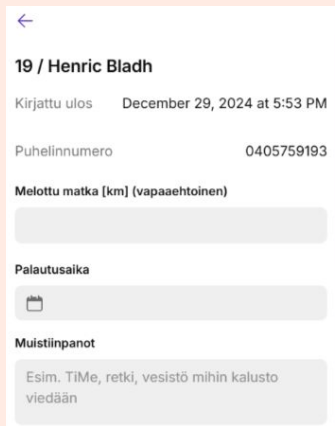 19 / Henric Bladh
Kirjattu ulos December 29, 2024 at 5:53 PM
Puhelinnumero 0405759193
Melottu matka [km] (vapaaehtoinen)
Palautusaika
Muistiinpanot
Esim. TiMe, retki, vesistö mihin kalusto
viedään